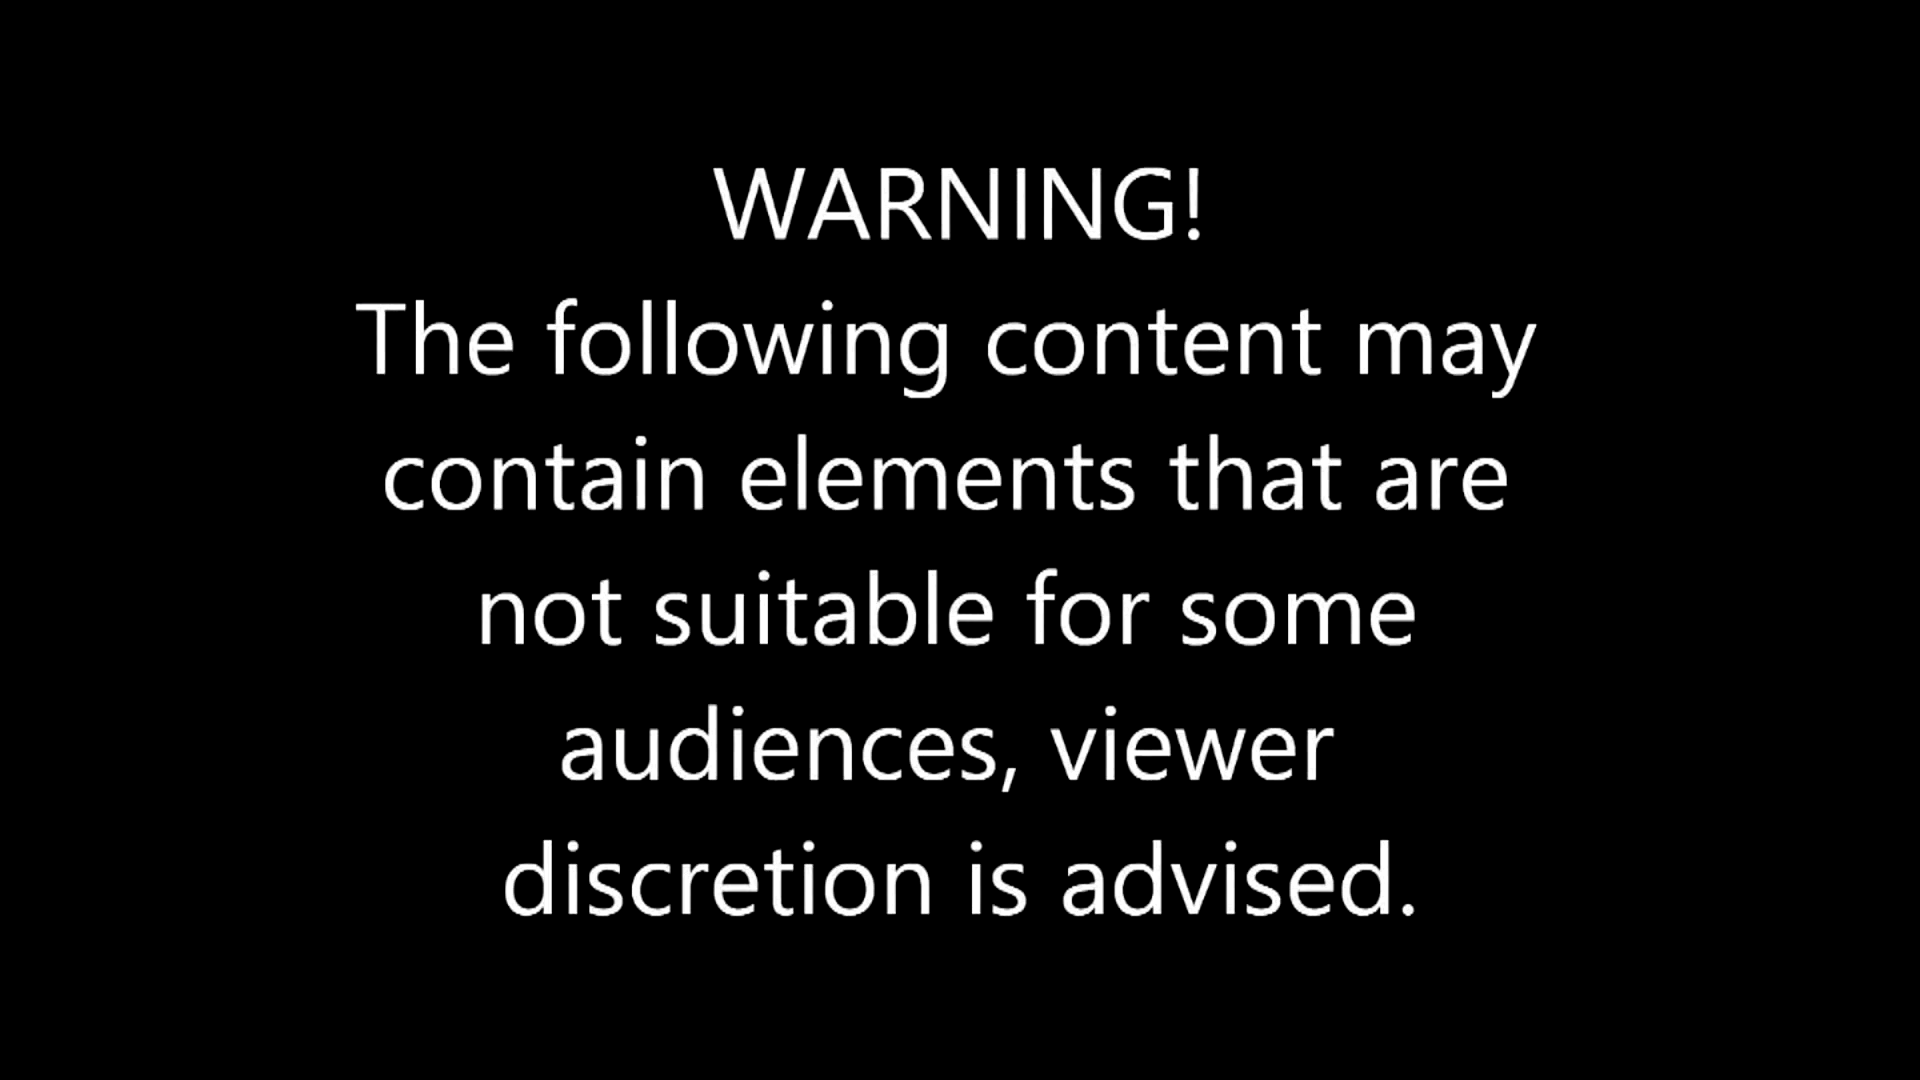 WARNING!
The following content may
contain elements that are
not suitable for some
audiences, viewer
discretion is advised.